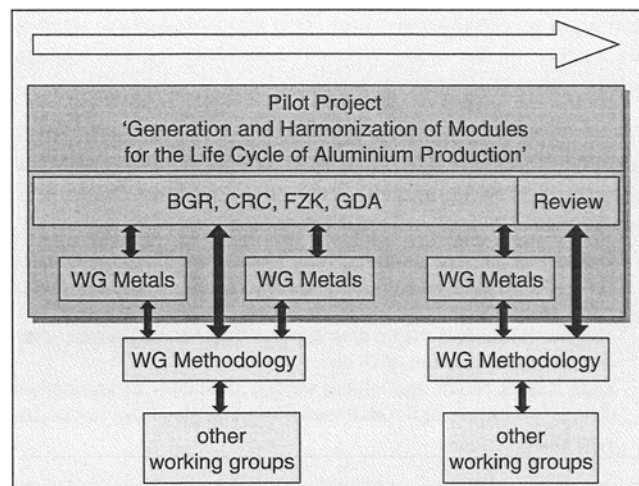 Pilot Project
‘Generation and Harmonization of Modules
for the Life Cycle of Aluminium Production’
BGR, CRC, FZK, GDA
Review
WG Metals
WG Metals
WG Metals
WG Methodology
WG Methodology
other
working groups
other
working groups